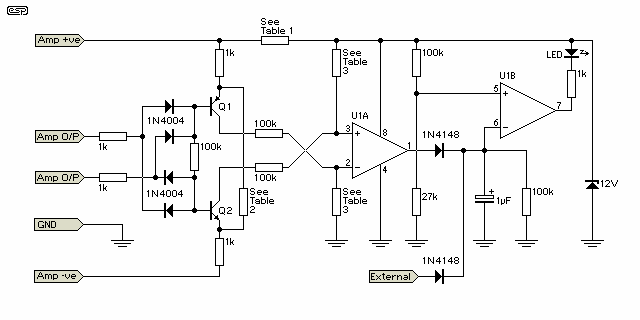 esp
See
Table 1
Amp +ve
1k
See
Table
3
100k
LED
1k
U1B
5
+
6
−
7
Q1
1N4004
100k
U1A
3
+
2
−
8
1
4
1N4148
Amp O/P
1k
100k
Amp O/P
1k
1N4004
100k
See
Table
2
See
Table
3
27k
+
1µF
100k
12V
GND
Q2
1k
Amp -ve
1N4148
External